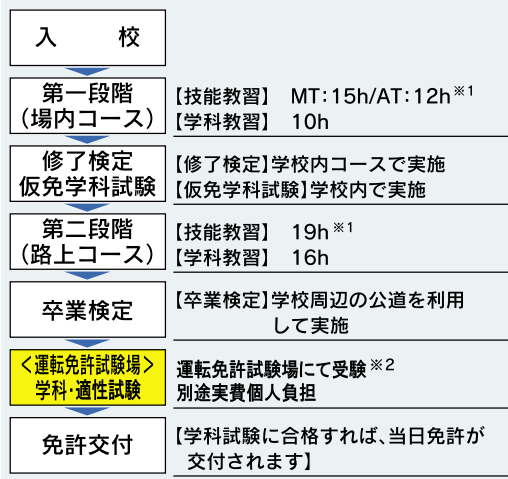 入　校
第一段階
（場内コース）
【技能教習】　MT：15h/AT：12h※1
【学科教習】　10h
修了検定
仮免学科試験
【修了検定】学校内コースで実施
【仮免学科試験】学校内で実施
第二段階
（路上コース）
【技能教習】　19h※1
【学科教習】　16h
卒業検定
【卒業検定】学校周辺の公道を利用
して実施
＜運転免許試験場＞
学科・適性試験
運転免許試験場にて受験※2
別途実費個人負担
免許交付
【学科試験に合格すれば、当日免許が
交付されます】